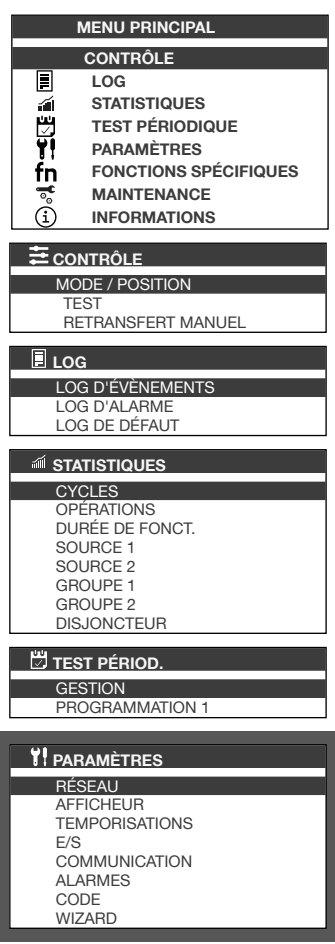 MENU PRINCIPAL
CONTRÔLE
LOG
STATISTIQUES
TEST PÉRIODIQUE
PARAMÈTRES
fn FONCTIONS SPÉCIFIQUES
MAINTENANCE
i INFORMATIONS
CONTRÔLE
MODE / POSITION
TEST
RETRANSFERT MANUEL
LOG
LOG D'ÉVÈNEMENTS
LOG D'ALARME
LOG DE DÉFAUT
STATISTIQUES
CYCLES
OPÉRATIONS
DURÉE DE FONCT.
SOURCE 1
SOURCE 2
GROUPE 1
GROUPE 2
DISJONCTEUR
TEST PÉRIOD.
GESTION
PROGRAMMATION 1
PARAMÈTRES
RÉSEAU
AFFICHEUR
TEMPORISATIONS
E/S
COMMUNICATION
ALARMES
CODE
WIZARD